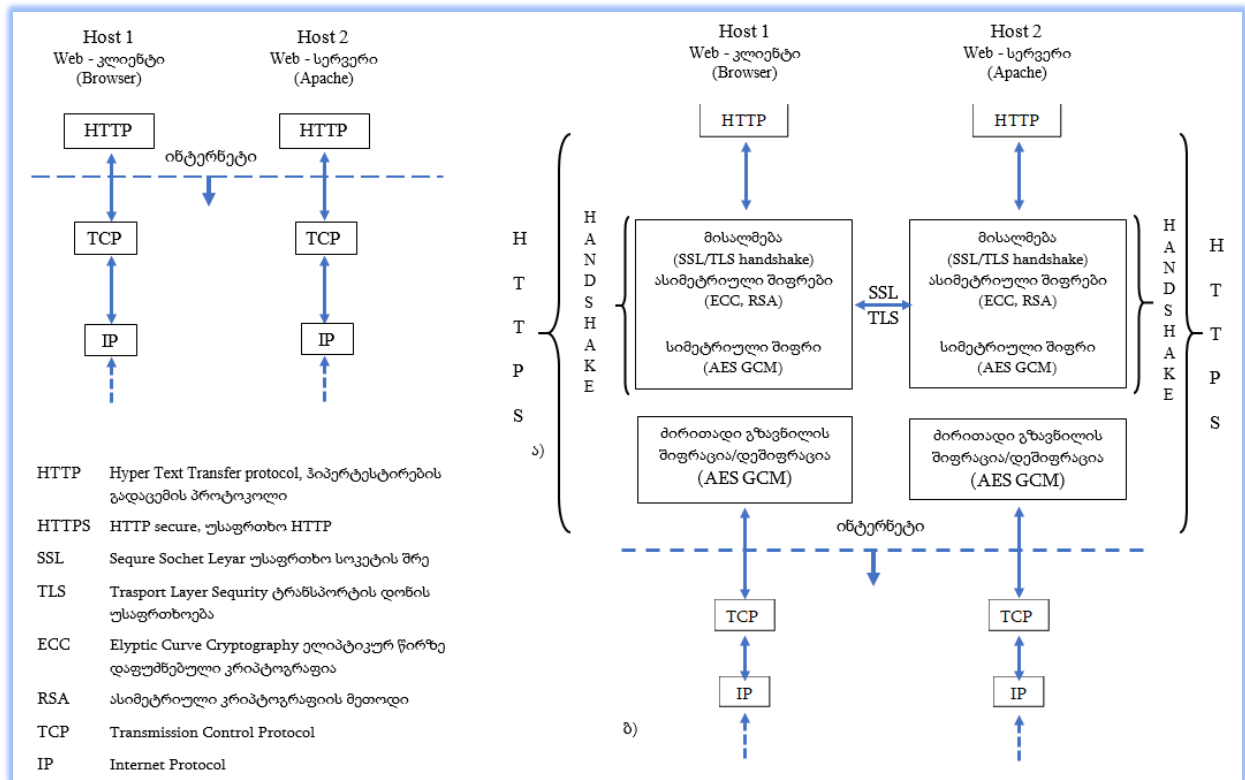 Host 1
Web - კლიენტი
(Browser)
Host 2
Web - სერვერი
(Apache)
HTTP
HTTP
ინტერნეტი
TCP
TCP
IP
IP
HTTP Hyper Text Transfer protocol, ჰიპერტესტირების
გადაცემის პროტოკოლი
HTTPS HTTP secure, უსაფრთხო HTTP
SSL Sequre Sochet Leyar უსაფრთხო სოკეტის შრე
TLS Trasport Layer Sequrity ტრანსპორტის დონის
უსაფრთხოება
ECC Elyptic Curve Cryptography ელიპტიკურ წირზე
დაფუძნებული კრიპტოგრაფია
RSA ასიმეტრიული კრიპტოგრაფიის მეთოდი
TCP Transmission Control Protocol
IP Internet Protocol
ა)
Host 1
Web - კლიენტი
(Browser)
Host 2
Web - სერვერი
(Apache)
HTTP
HTTP
HTTPS
HANDSHAKE
მისალმება
(SSL/TLS handshake)
ასიმეტრიული შიფრები
(ECC, RSA)
სიმეტრიული შიფრი
(AES GCM)
SSL
TLS
მისალმება
(SSL/TLS handshake)
ასიმეტრიული შიფრები
(ECC, RSA)
სიმეტრიული შიფრი
(AES GCM)
HANDSHAKE
HTTPS
ძირითადი გზავნილის
შიფრაცია/დეშიფრაცია
(AES GCM)
ძირითადი გზავნილის
შიფრაცია/დეშიფრაცია
(AES GCM)
ინტერნეტი
TCP
TCP
IP
IP
ბ)